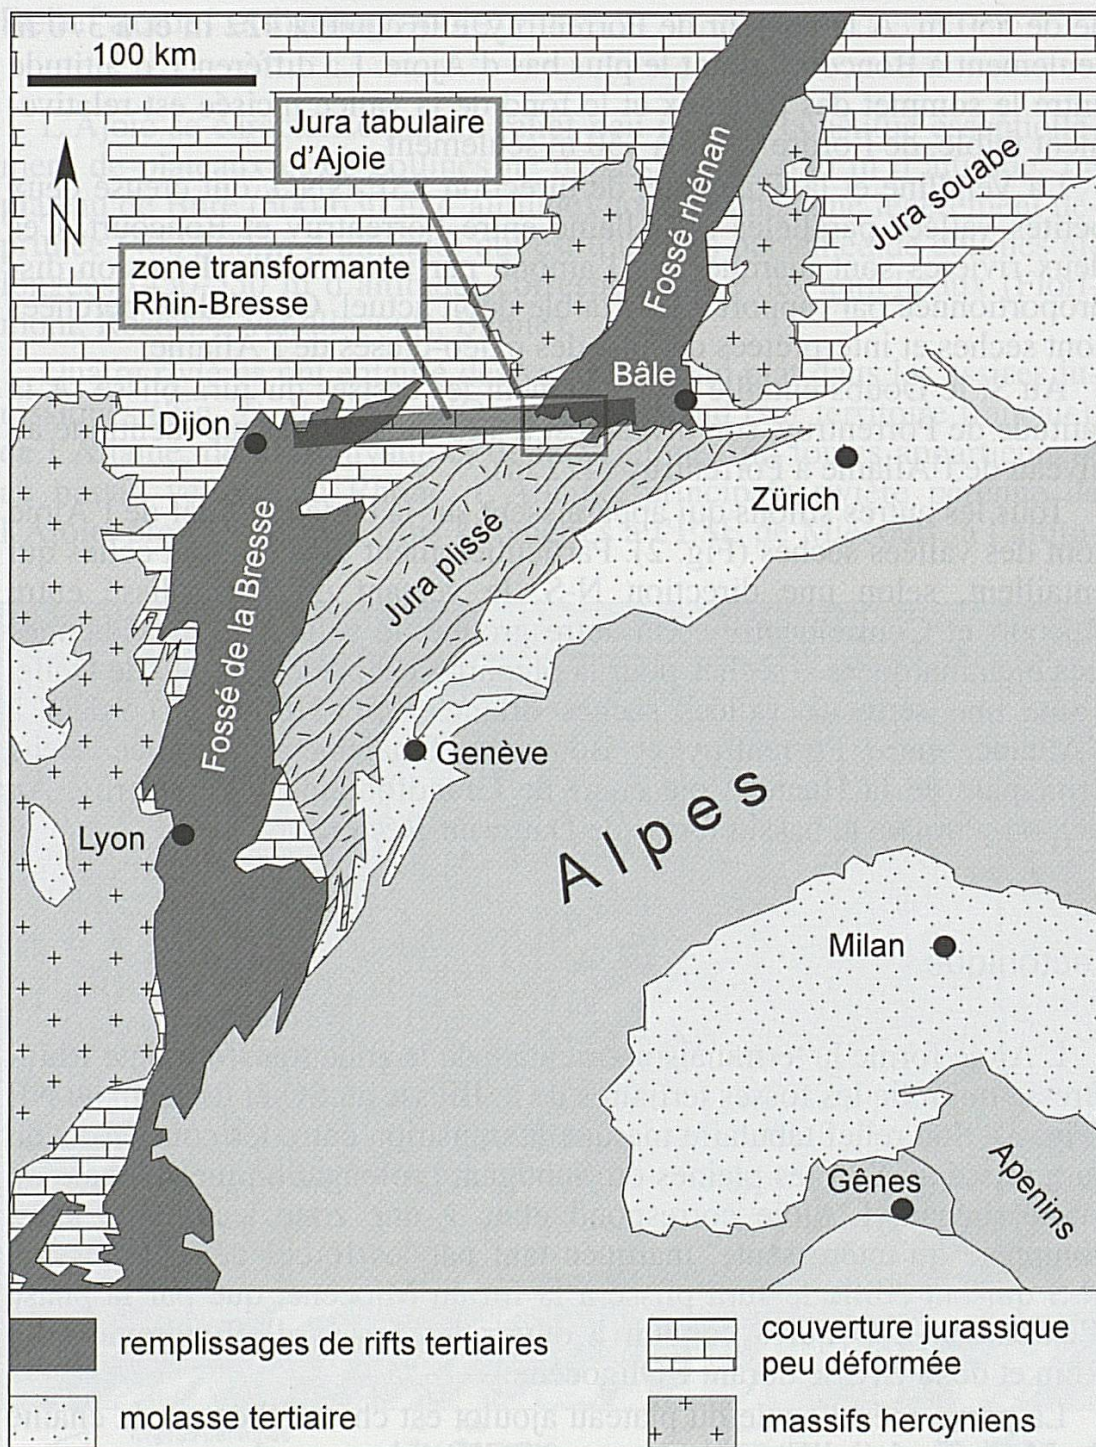 100 km
Jura tabulaire
d'Ajoie
zone transformante
Rhin-Bresse
N
Fossé rhénan
Jura souabe
Bâle
Dijon
Zürich
Jura plissé
Fossé de la Bresse
Genève
Lyon
Alpes
Milan
Gênes
Apenins
remplissages de rifts tertiaires
couverture jurassique
peu déformée
molasse tertiaire
massifs hercyniens